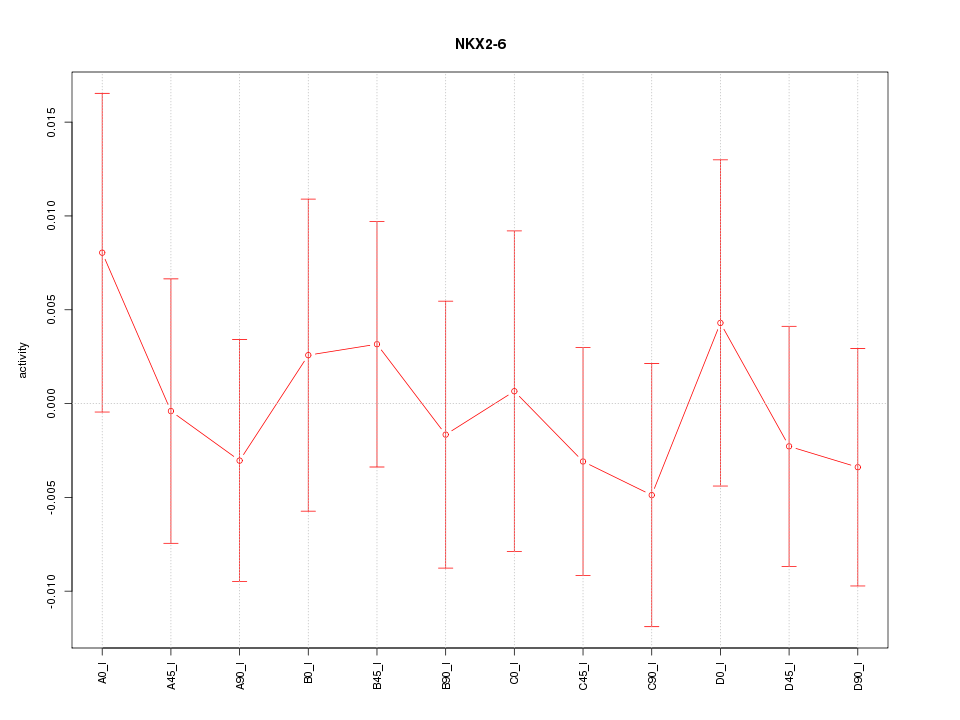 NKX2-6
activity
0.015
0.010
0.005
0.000
-0.005
-0.010
A0_I
A45_I
A90_I
B0_I
B45_I
B90_I
C0_I
C45_I
C90_I
D0_I
D45_I
D90_I